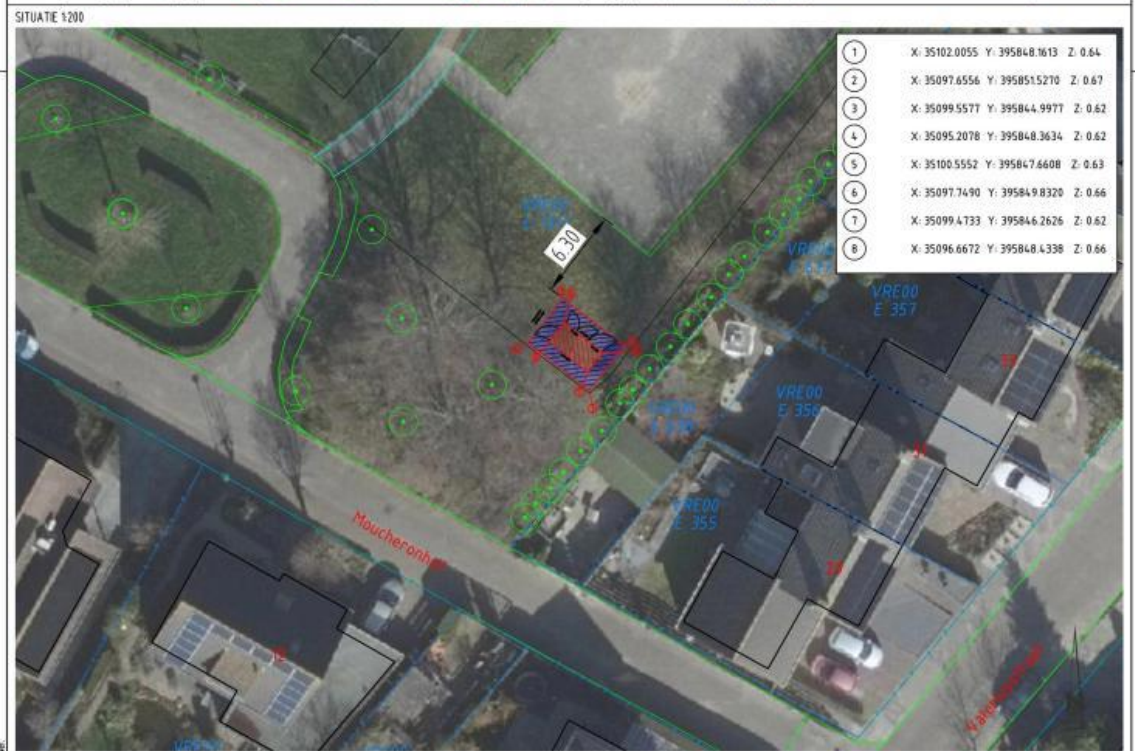 SITUATIE 1:200
1 X: 35102.0055 Y: 395848.1613 Z: 0.64
2 X: 35097.6556 Y: 395851.5270 Z: 0.67
3 X: 35099.5577 Y: 395844.9977 Z: 0.62
4 X: 35095.2078 Y: 395848.3634 Z: 0.62
5 X: 35100.5552 Y: 395847.6608 Z: 0.63
6 X: 35097.7490 Y: 395849.8320 Z: 0.66
7 X: 35099.4733 Y: 395846.2626 Z: 0.62
8 X: 35096.6672 Y: 395848.4338 Z: 0.66
6.30
VRE00
E 357
VRE00
E 356
VRE00
E 355